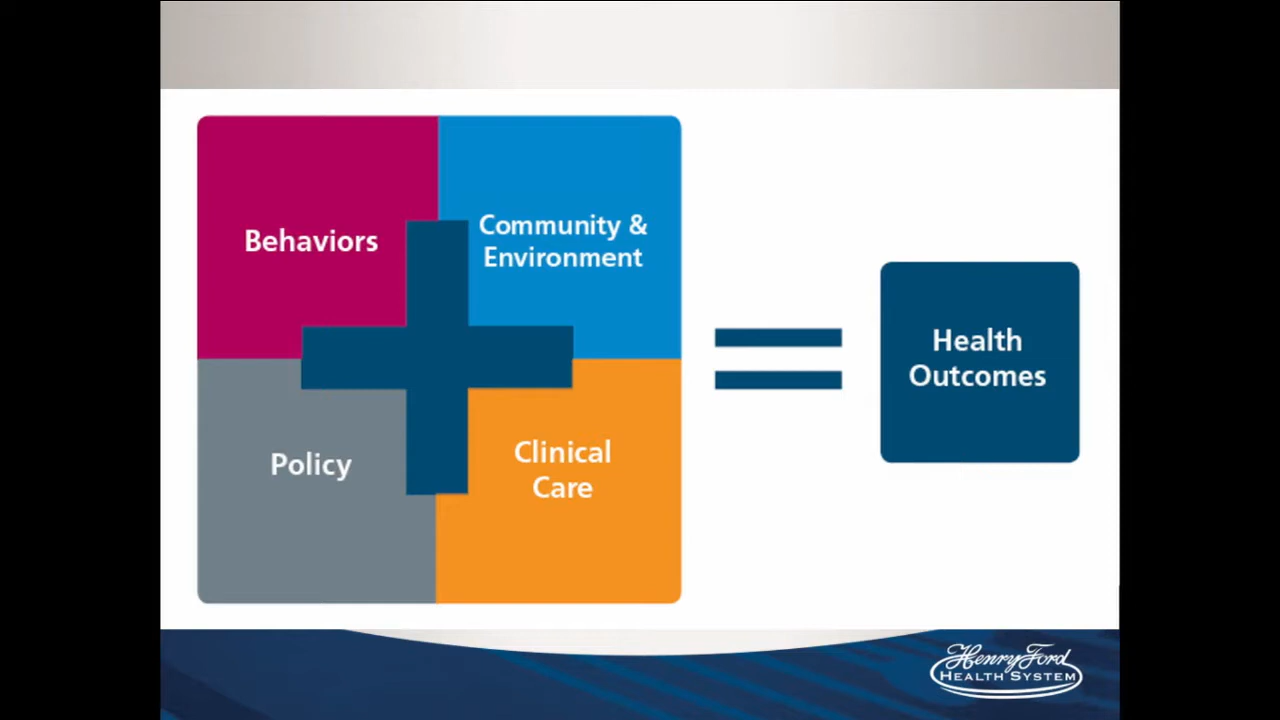 Behaviors
Community &
Environment
Policy
Clinical
Care
Health
Outcomes
Henry Ford
HEALTH SYSTEM